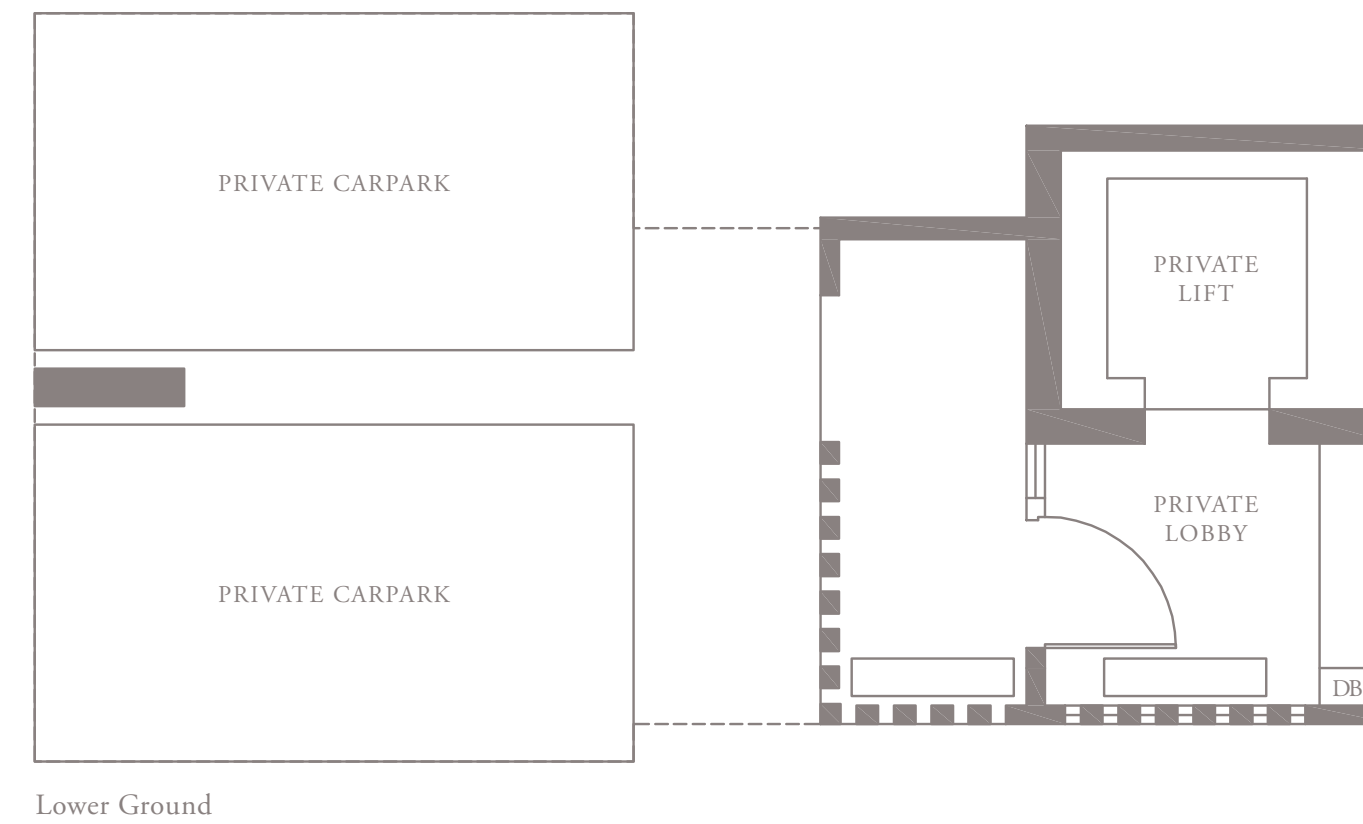 PRIVATE CARPARK
PRIVATE
LIFT
PRIVATE
LOBBY
PRIVATE CARPARK
DB
Lower Ground